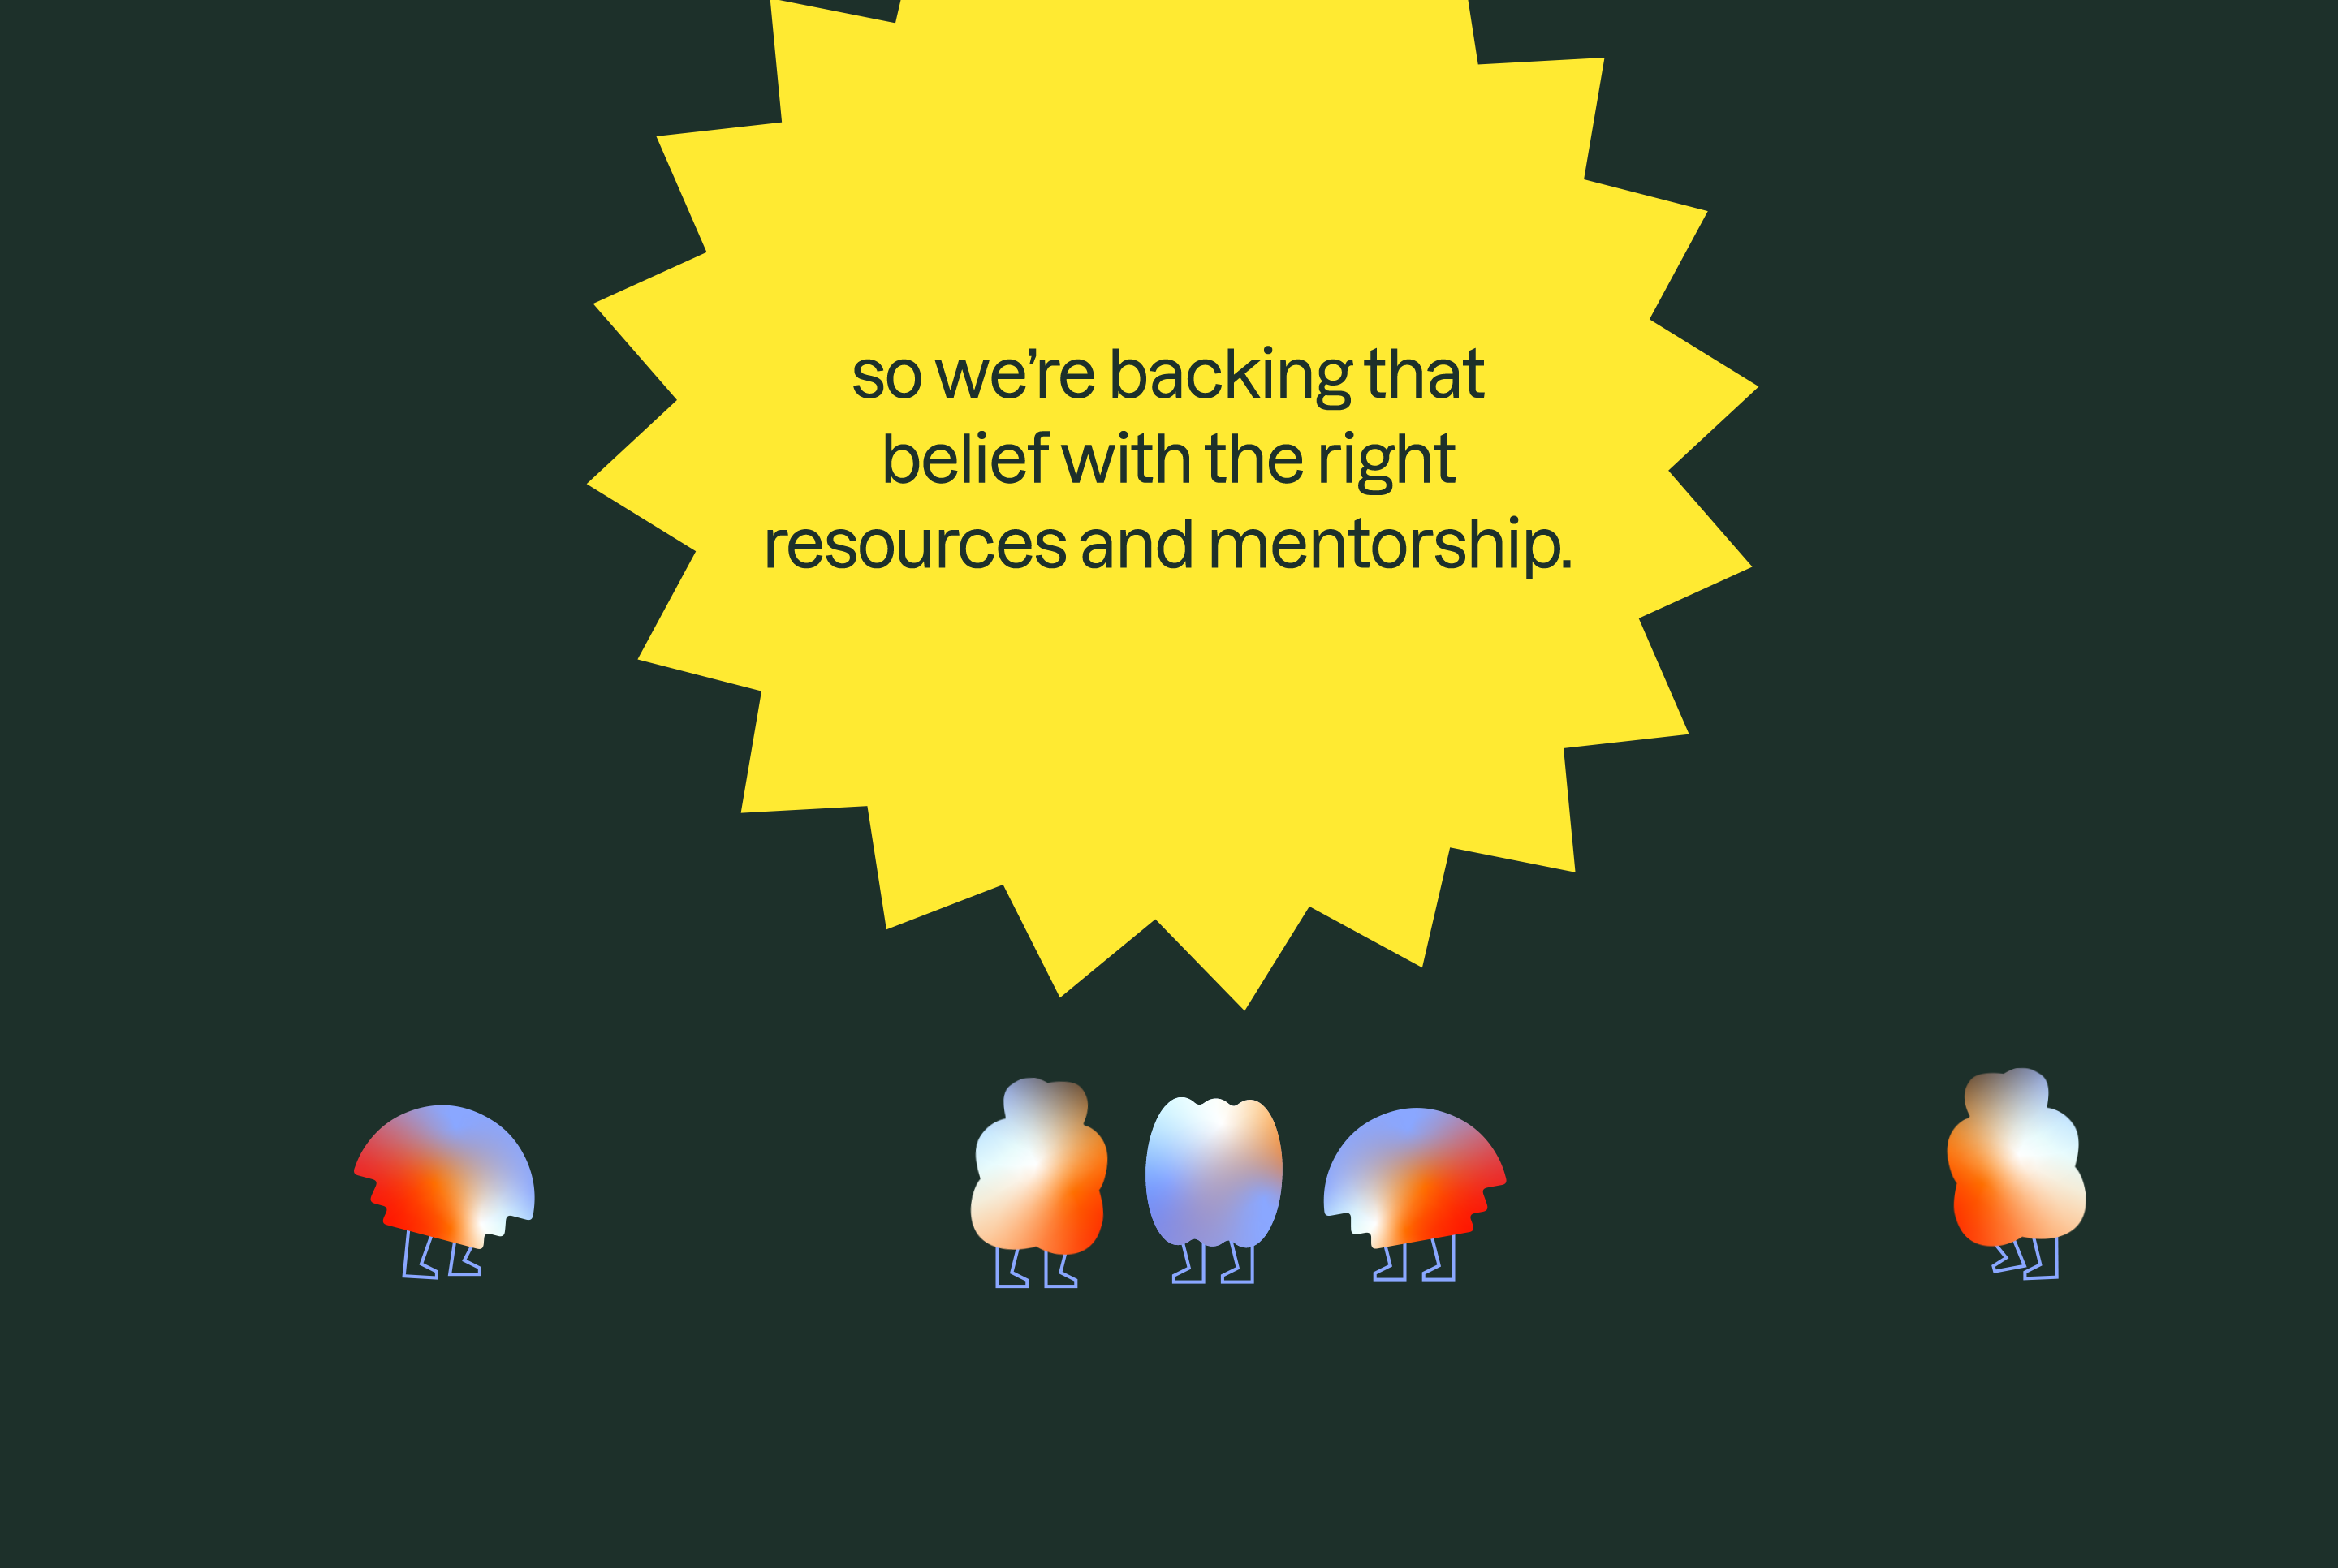 so we’re backing that
belief with the right
resources and mentorship.